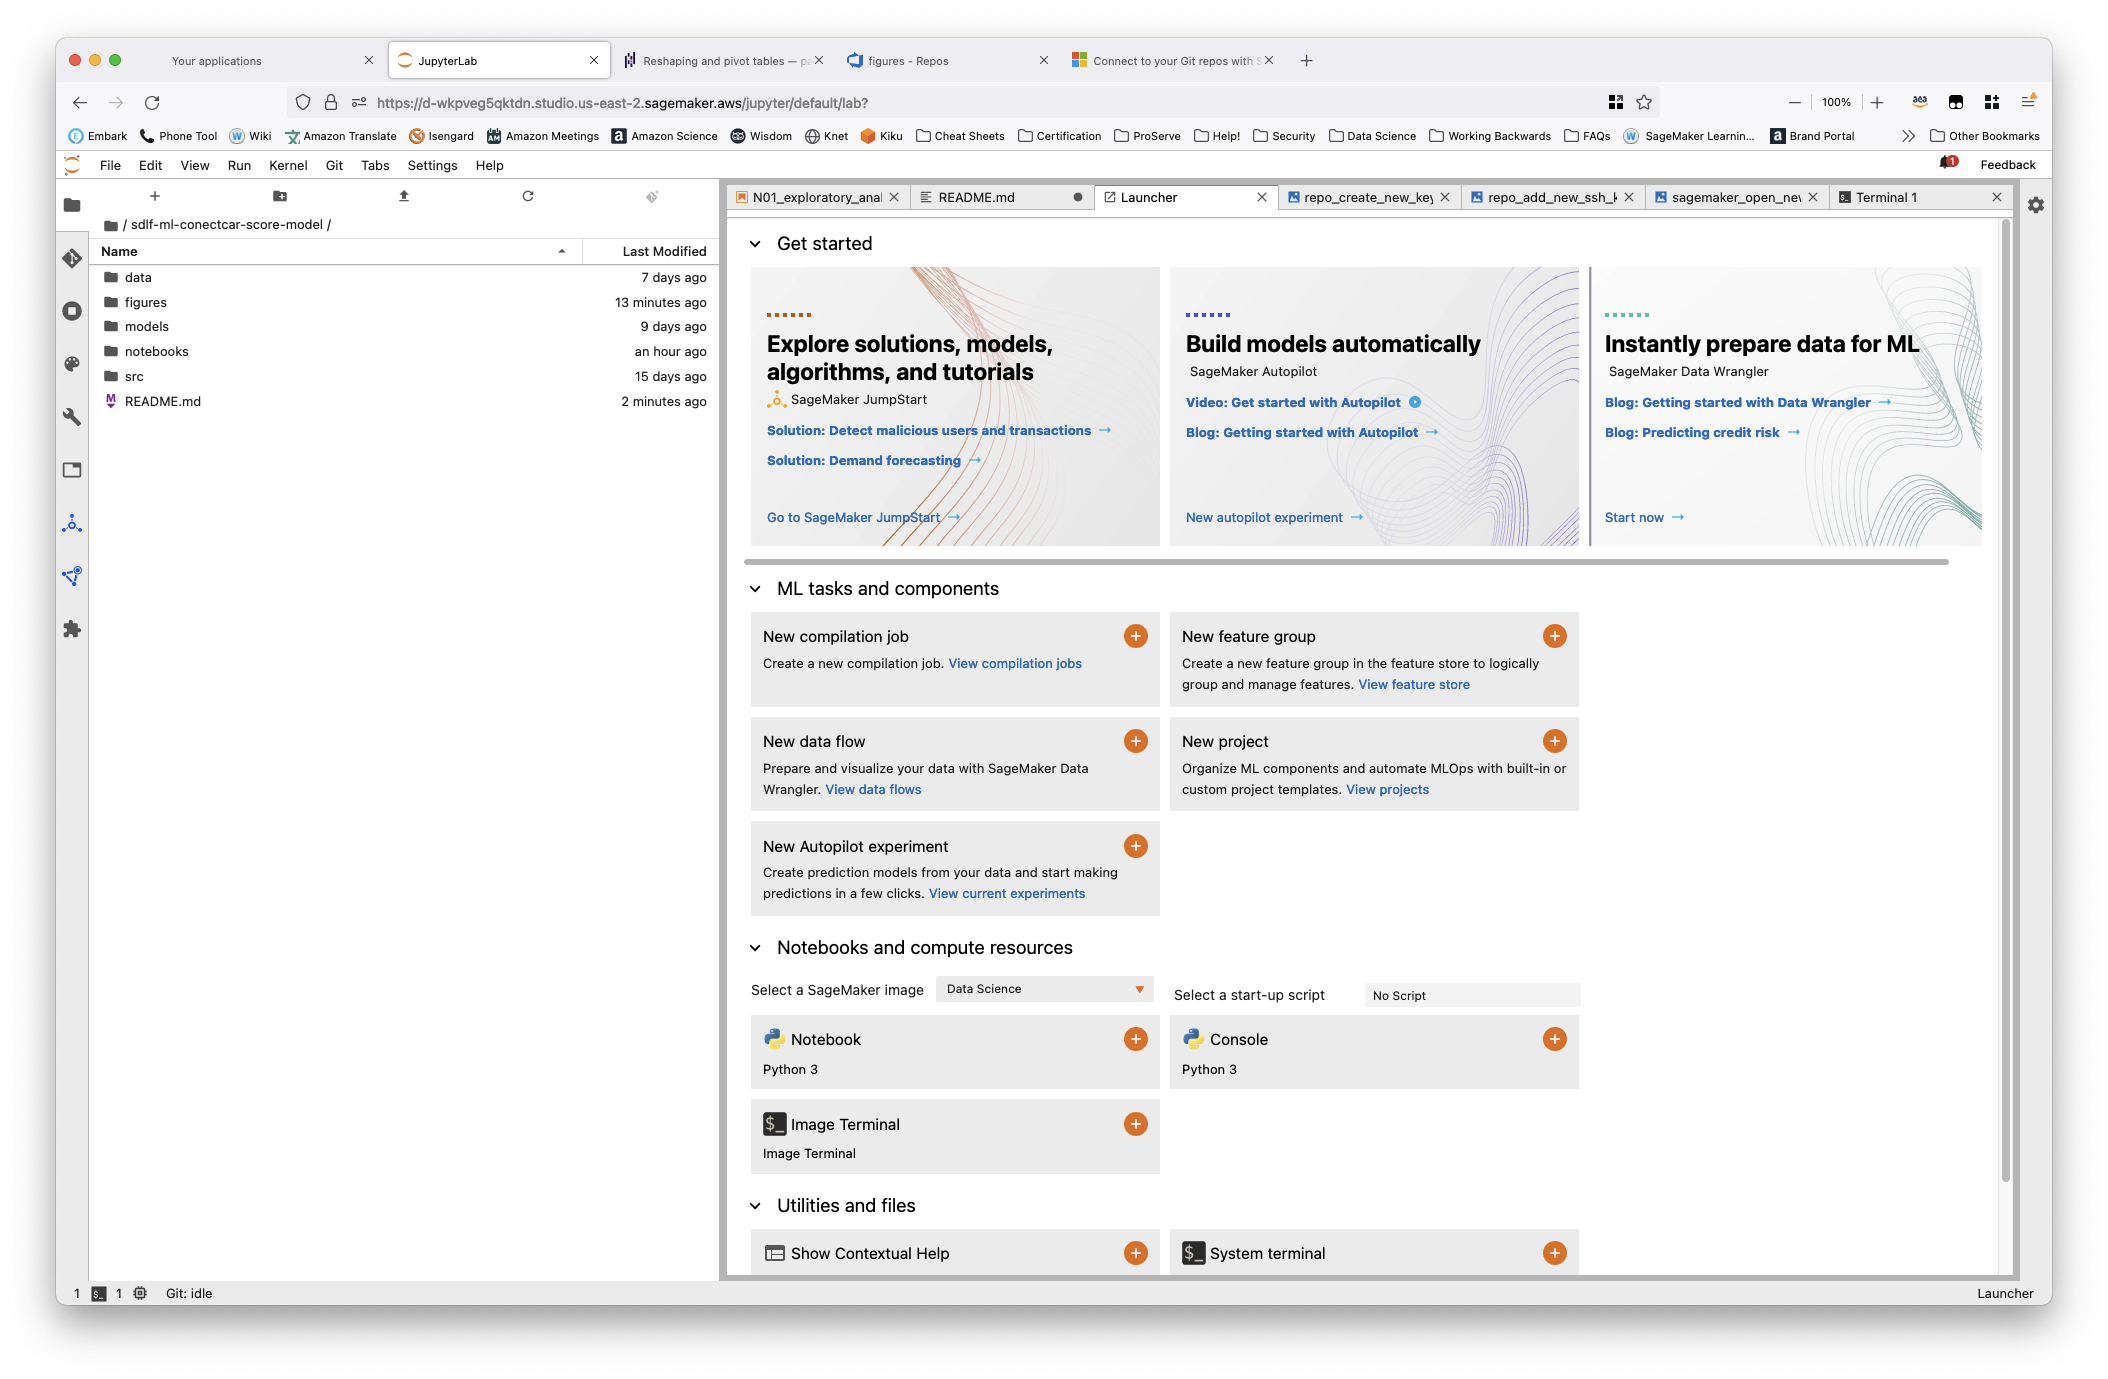 Your applications
JupyterLab
Reshaping and pivot tables — pa
figures - Repos
Connect to your Git repos with S
https://d-wkpveg5qktdn.studio.us-east-2.sagemaker.aws/jupyter/default/lab?
100%
Embark Phone Tool Wiki Amazon Translate Isengard Amazon Meetings Amazon Science Wisdom Knet Kiku Cheat Sheets Certification ProServe Help! Security Data Science Working Backwards FAQs SageMaker Learnin... Brand Portal Other Bookmarks
File Edit View Run Kernel Git Tabs Settings Help
1
Feedback
N01_exploratory_anal
README.md
Launcher
repo_create_new_key
repo_add_new_ssh_k
sagemaker_open_nev
Terminal 1
/ sdlf-ml-conectcar-score-model /
Name Last Modified
data 7 days ago
figures 13 minutes ago
models 9 days ago
notebooks an hour ago
src 15 days ago
README.md 2 minutes ago
Get started
Explore solutions, models,
algorithms, and tutorials
SageMaker JumpStart
Solution: Detect malicious users and transactions →
Solution: Demand forecasting →
Go to SageMaker JumpStart →
Build models automatically
SageMaker Autopilot
Video: Get started with Autopilot
Blog: Getting started with Autopilot →
New autopilot experiment →
Instantly prepare data for ML
SageMaker Data Wrangler
Blog: Getting started with Data Wrangler →
Blog: Predicting credit risk →
Start now →
ML tasks and components
New compilation job
Create a new compilation job. View compilation jobs
New feature group
Create a new feature group in the feature store to logically
group and manage features. View feature store
New data flow
Prepare and visualize your data with SageMaker Data
Wrangler. View data flows
New project
Organize ML components and automate MLOps with built-in or
custom project templates. View projects
New Autopilot experiment
Create prediction models from your data and start making
predictions in a few clicks. View current experiments
Notebooks and compute resources
Select a SageMaker image Data Science
Select a start-up script No Script
Notebook
Python 3
Console
Python 3
$_ Image Terminal
Image Terminal
Utilities and files
Show Contextual Help
$_ System terminal
1 $_ 1 Git: idle
Launcher